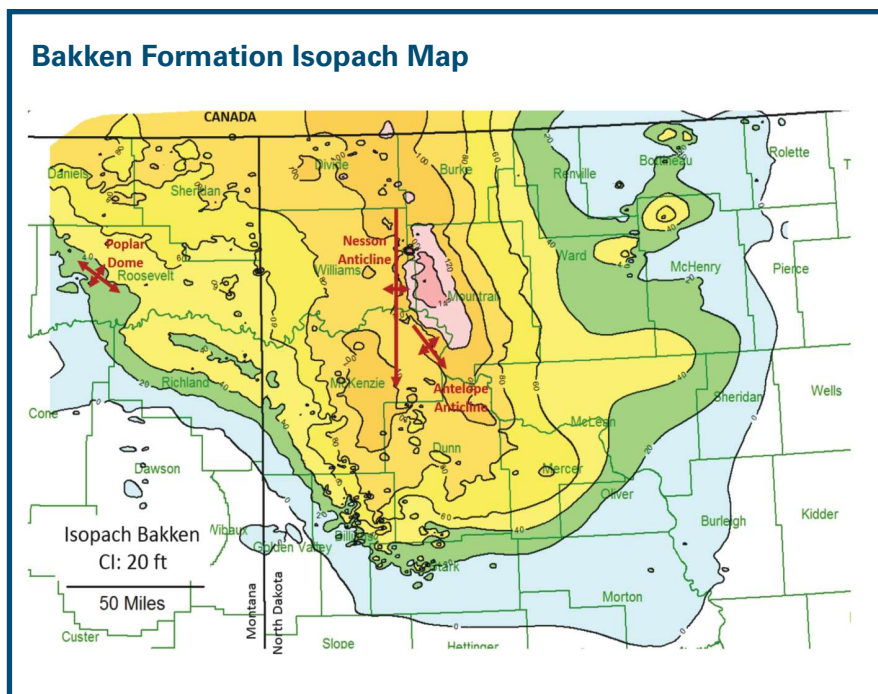 Bakken Formation Isopach Map
CANADA
Daniels
Sheridan
Divide
Burke
Renville
Bottineau
Rolette
Poplar
Dome
Roosevelt
Williams
Nesson
Anticline
Mountrail
Ward
McHenry
Pierce
Richland
McKenzie
Antelope
Anticline
McLean
Sheridan
Wells
Cone
Dawson
Dunn
Mercer
Oliver
Wibaux
Golden Valley
Billings
Stark
Burleigh
Kidder
Morton
Isopach Bakken
CI: 20 ft
50 Miles
Montana
North Dakota
Custer
Slope
Hettinger